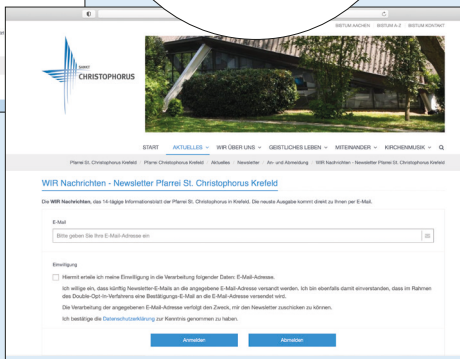 BISTUM AACHEN BISTUM A-Z BISTUM KONTAKT
SANKT
CHRISTOPHORUS
START AKTUELLES WIR ÜBER UNS GEISTLICHES LEBEN MITEINANDER KIRCHENMUSIK
Pfarrei St. Christophorus Krefeld / Pfarrei Christophorus Krefeld / Aktuelles / Newsletter / An- und Abmeldung / WIR Nachrichten - Newsletter Pfarrei St. Christophorus Krefeld
WIR Nachrichten - Newsletter Pfarrei St. Christophorus Krefeld
Die WIR Nachrichten, das 14-tägige Informationsblatt der Pfarrei St. Christophorus in Krefeld. Die neuste Ausgabe kommt direkt zu Ihnen per E-Mail.
E-Mail
Bitte geben Sie Ihre E-Mail-Adresse ein
Einwilligung
Hiermit erteile ich meine Einwilligung in die Verarbeitung folgender Daten: E-Mail-Adresse.
Ich willige ein, dass künftig Newsletter-E-Mails an die angegebene E-Mail-Adresse versandt werden. Ich bin ebenfalls damit einverstanden, dass im Rahmen
des Double-Opt-In-Verfahrens eine Bestätigungs-E-Mail an die E-Mail-Adresse versendet wird.
Die Verarbeitung der angegebenen E-Mail-Adresse verfolgt den Zweck, mir den Newsletter zuschicken zu können.
Ich bestätige die Datenschutzerklärung zur Kenntnis genommen zu haben.
Anmelden Abmelden